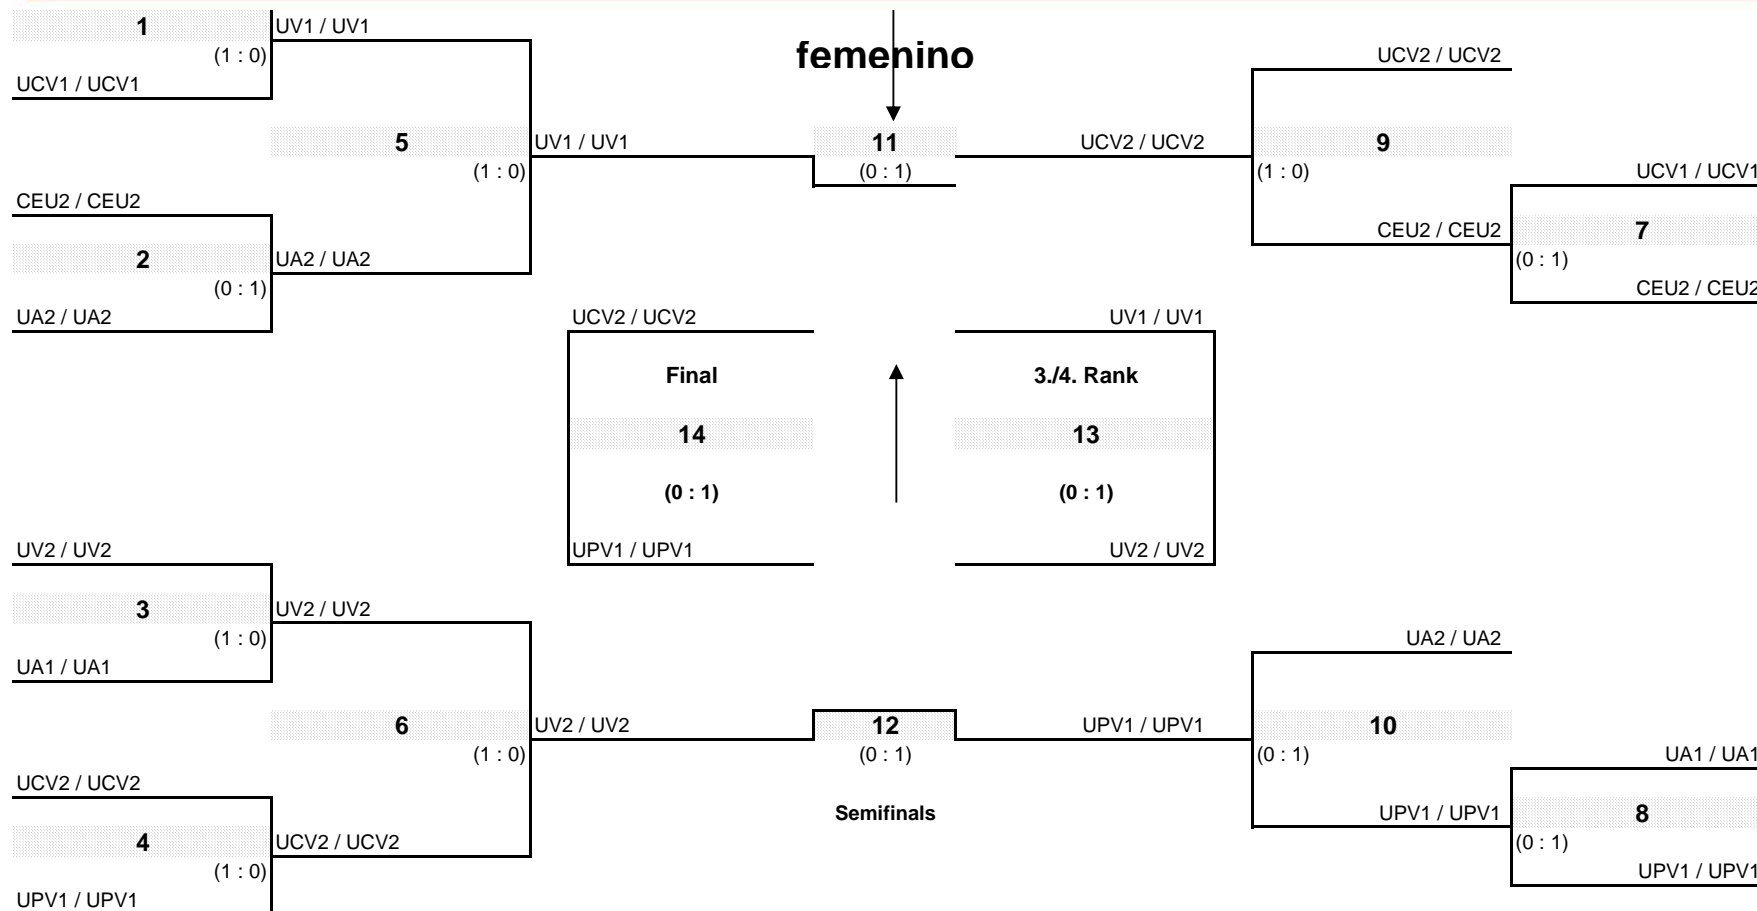 1
UV1 / UV1
(1 : 0)
femenino
UCV2 / UCV2
UCV1 / UCV1
5
UV1 / UV1
11
UCV2 / UCV2
9
(1 : 0)
(0 : 1)
(1 : 0)
UCV1 / UCV1
CEU2 / CEU2
CEU2 / CEU2
7
2
UA2 / UA2
(0 : 1)
(0 : 1)
CEU2 / CEU2
UA2 / UA2
UCV2 / UCV2
UV1 / UV1
Final
3./4. Rank
14
13
(0 : 1)
(0 : 1)
UV2 / UV2
UPV1 / UPV1
UV2 / UV2
3
UV2 / UV2
(1 : 0)
UA2 / UA2
UA1 / UA1
6
UV2 / UV2
12
UPV1 / UPV1
10
(1 : 0)
(0 : 1)
(0 : 1)
UA1 / UA1
UCV2 / UCV2
Semifinals
UPV1 / UPV1
8
4
UCV2 / UCV2
(0 : 1)
(1 : 0)
UPV1 / UPV1
UPV1 / UPV1